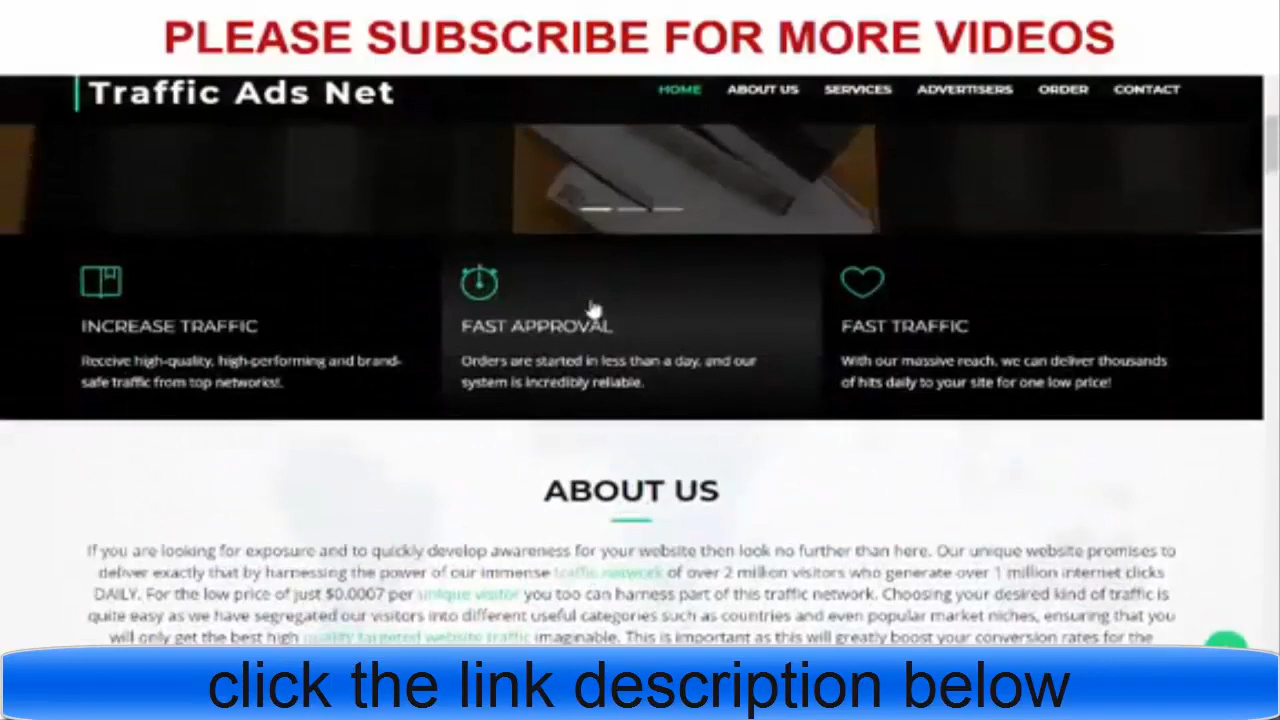 PLEASE SUBSCRIBE FOR MORE VIDEOS
Traffic Ads Net
HOME ABOUT US SERVICES ADVERTISERS ORDER CONTACT
INCREASE TRAFFIC
Receive high-quality, high-performing and brand-
safe traffic from top networks!.
FAST APPROVAL
Orders are started in less than a day, and our
system is incredibly reliable.
FAST TRAFFIC
With our massive reach, we can deliver thousands
of hits daily to your site for one low price!
ABOUT US
If you are looking for exposure and to quickly develop awareness for your website then look no further than here. Our unique website promises to
deliver exactly that by harnessing the power of our immense traffic network of over 2 million visitors who generate over 1 million internet clicks
DAILY. For the low price of just $0.0007 per unique visitor you too can harness part of this traffic network. Choosing your desired kind of traffic is
quite easy as we have segregated our visitors into different useful categories such as countries and even popular market niches, ensuring that you
will only get the best high quality targeted website traffic imaginable. This is important as this will greatly boost your conversion rates for the
click the link description below